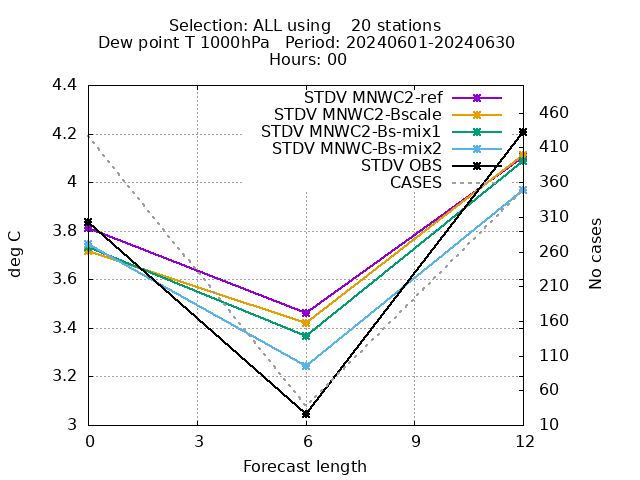 Selection: ALL using    20 stations
Dew point T 1000hPa   Period: 20240601-20240630
Hours: 00
STDV MNWC2-ref
STDV MNWC2-Bscale
STDV MNWC2-Bs-mix1
STDV MNWC-Bs-mix2
STDV OBS
CASES
4.4
4.2
4
3.8
3.6
3.4
3.2
3
deg C
460
410
360
310
260
210
160
110
60
10
No cases
0 3 6 9 12
Forecast length